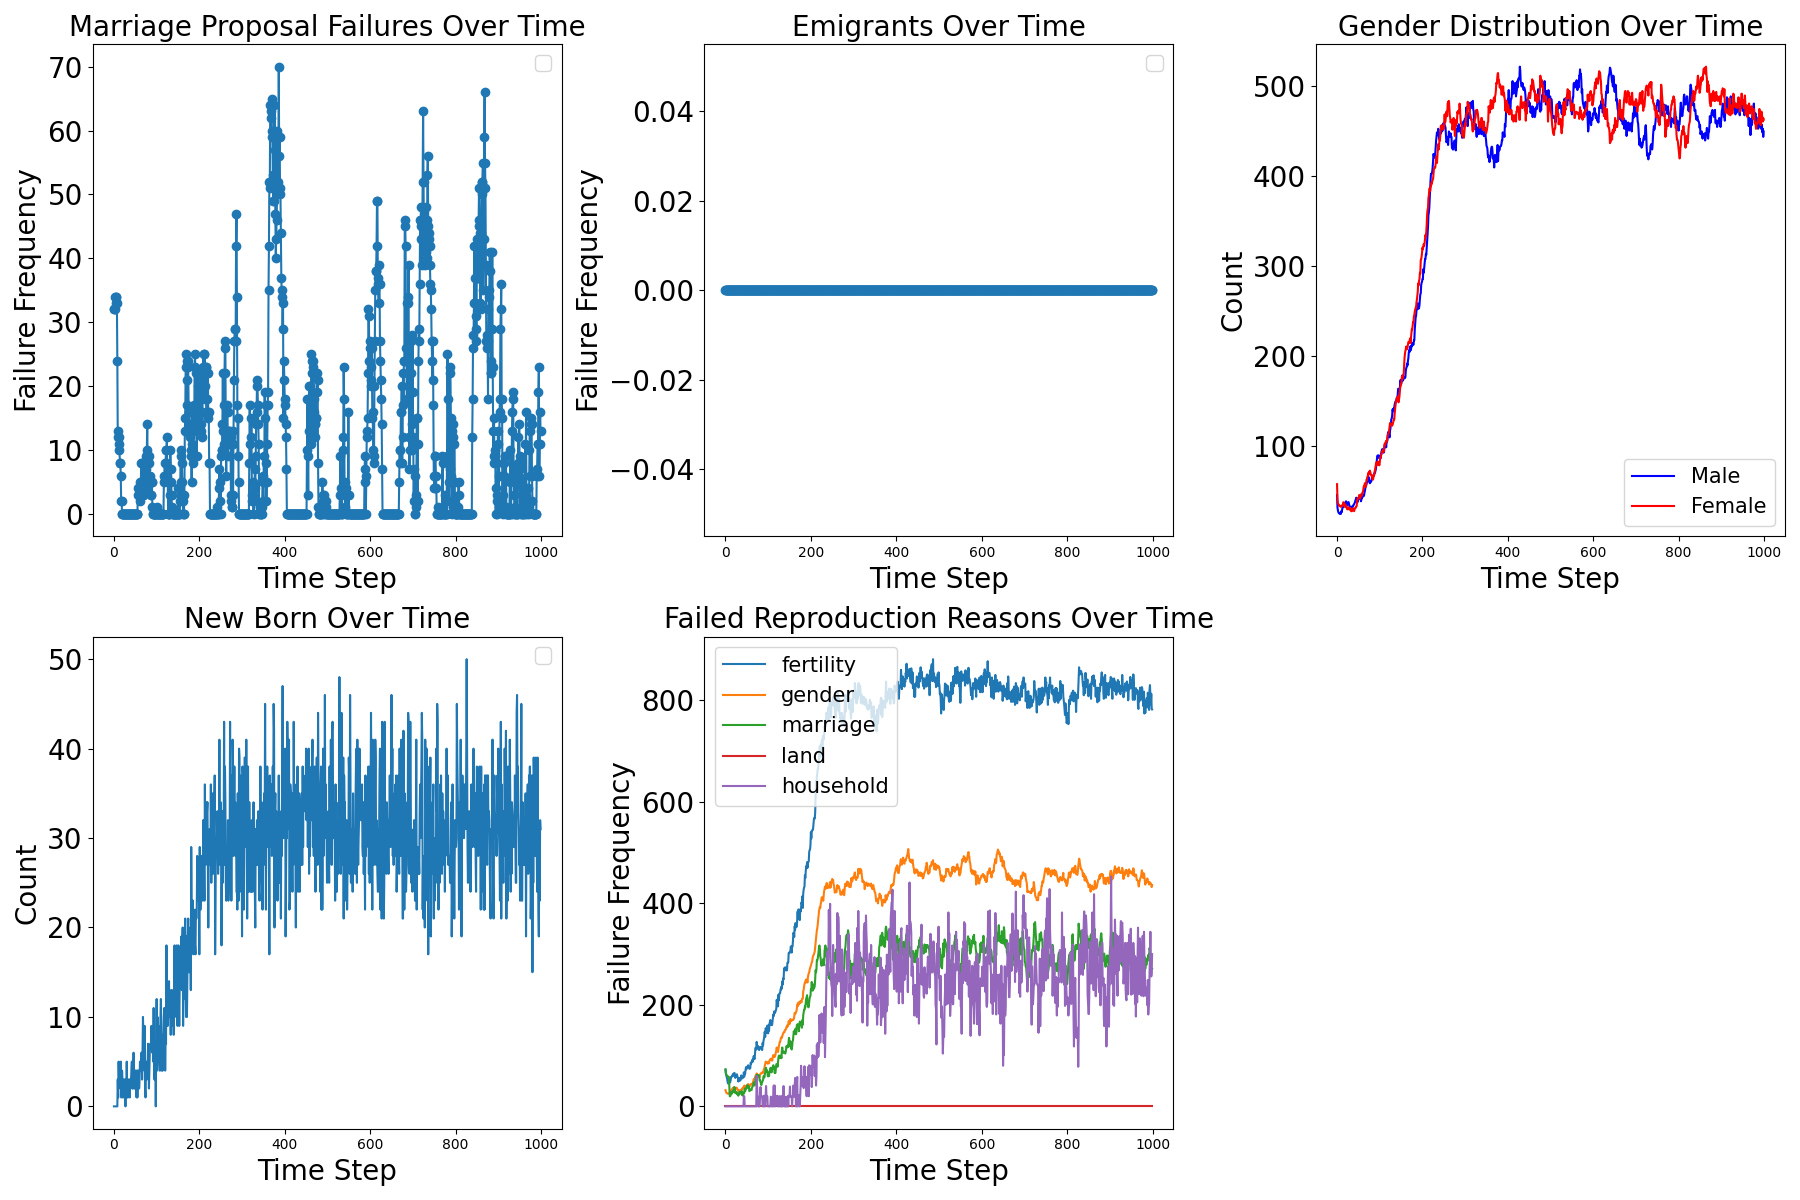 Marriage Proposal Failures Over Time
Failure Frequency
70
60
50
40
30
20
10
0
0 200 400 600 800 1000
Time Step
Emigrants Over Time
Failure Frequency
0.04
0.02
0.00
−0.02
−0.04
0 200 400 600 800 1000
Time Step
Gender Distribution Over Time
Count
500
400
300
200
100
Male
Female
0 200 400 600 800 1000
Time Step
New Born Over Time
Count
50
40
30
20
10
0
0 200 400 600 800 1000
Time Step
Failed Reproduction Reasons Over Time
Failure Frequency
800
600
400
200
0
fertility
gender
marriage
land
household
0 200 400 600 800 1000
Time Step